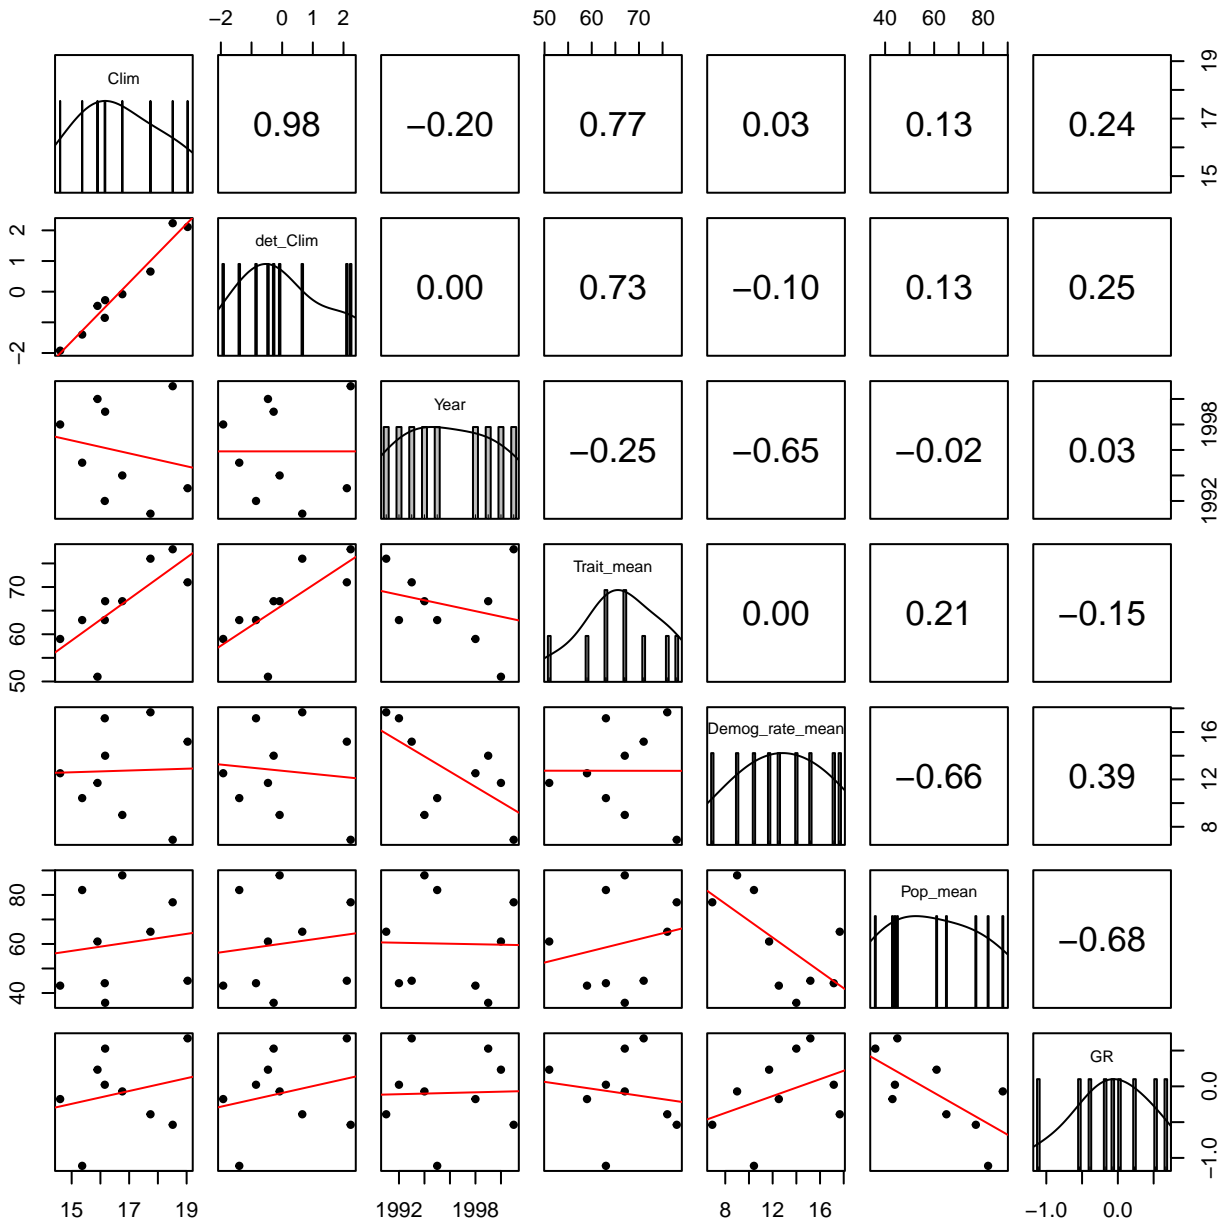 −2 0 1 2 50 60 70 40 60 80
Clim
0.98 −0.20 0.77 0.03 0.13 0.24
15 17 19
−2 0 1 2
det_Clim
0.00 0.73 −0.10 0.13 0.25
Year
−0.25 −0.65 −0.02 0.03
1992 1998
50 60 70
Trait_mean
0.00 0.21 −0.15
Demog_rate_mean
−0.66 0.39
8 12 16
40 60 80
Pop_mean
−0.68
GR
−1.0 0.0
15 17 19 1992 1998 8 12 16 −1.0 0.0